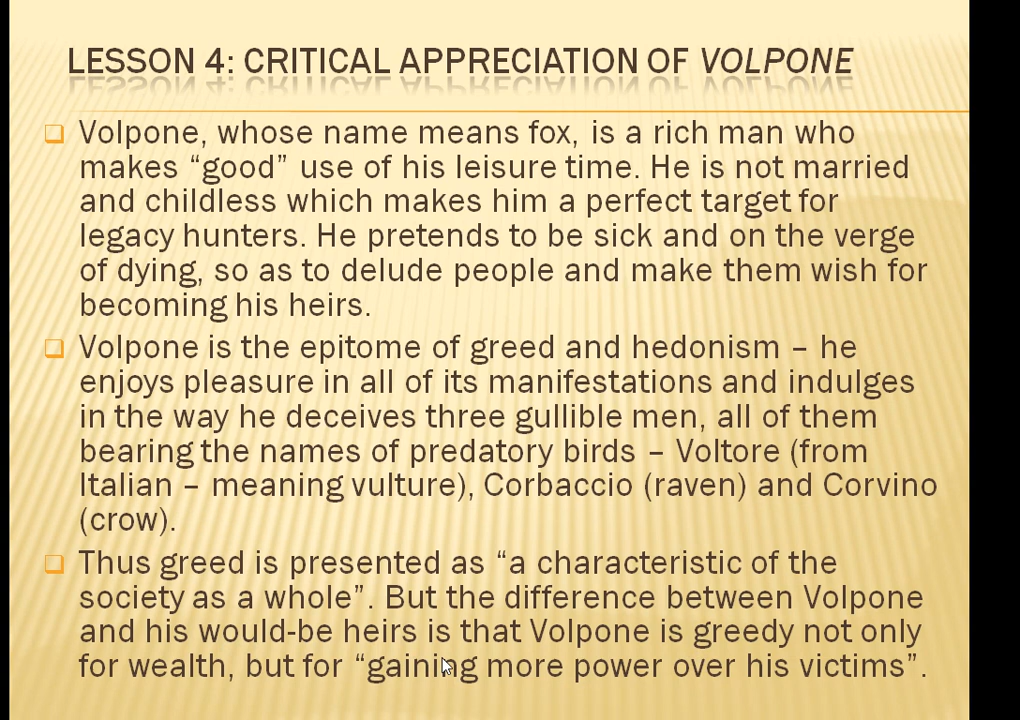 LESSON 4: CRITICAL APPRECIATION OF VOLPONE
Volpone, whose name means fox, is a rich man who
makes “good” use of his leisure time. He is not married
and childless which makes him a perfect target for
legacy hunters. He pretends to be sick and on the verge
of dying, so as to delude people and make them wish for
becoming his heirs.
Volpone is the epitome of greed and hedonism – he
enjoys pleasure in all of its manifestations and indulges
in the way he deceives three gullible men, all of them
bearing the names of predatory birds – Voltore (from
Italian – meaning vulture), Corbaccio (raven) and Corvino
(crow).
Thus greed is presented as “a characteristic of the
society as a whole”. But the difference between Volpone
and his would-be heirs is that Volpone is greedy not only
for wealth, but for “gaining more power over his victims”.